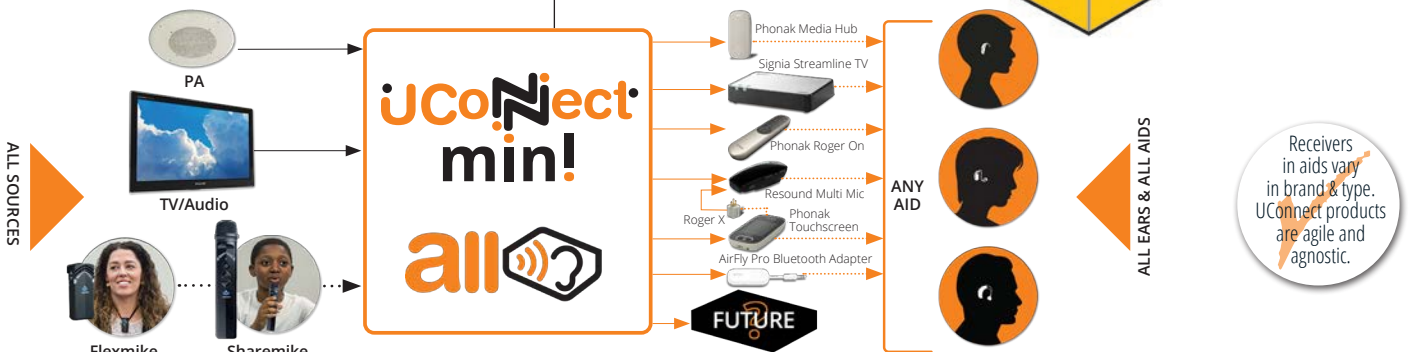 ALL SOURCES
PA
TV/Audio
Flexmike
Sharemike
UCoNNect
min!
all
Phonak Media Hub
Signia Streamline TV
Phonak Roger On
Resound Multi Mic
Roger X
Phonak
Touchscreen
AirFly Pro Bluetooth Adapter
FUTURE
?
ANY
AID
ALL EARS & ALL AIDS
Receivers
in aids vary
in brand & type.
UConnect products
are agile and
agnostic.